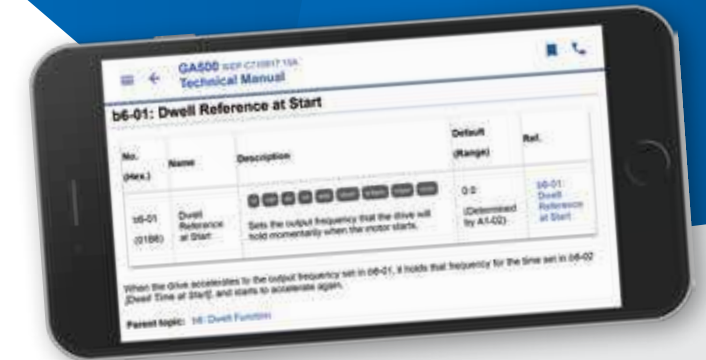 GA500
Technical Manual
b6-01: Dwell Reference at Start
No.
(Hex.)
Name
Description
Default
(Range)
Ref.
b6-01
(01B6)
Dwell
Reference
at Start
Sets the output frequency that the drive will
hold momentarily when the motor starts.
0.0
(Determined
by A1-02)
b6-01:
Dwell
Reference
at Start
When the drive accelerates to the output frequency set in b6-01, it holds that frequency for the time set in b6-02
[Dwell Time at Start], and starts to accelerate again.
Parent topic: b6: Dwell Function